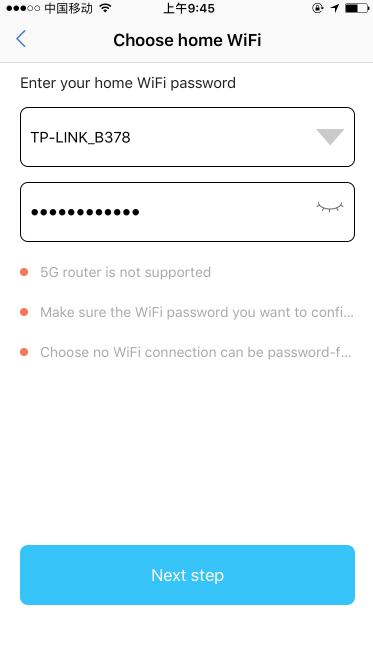 中国移动
上午9:45
Choose home WiFi
Enter your home WiFi password
TP-LINK_B378
••••••••••••
5G router is not supported
Make sure the WiFi password you want to confi...
Choose no WiFi connection can be password-f...
Next step